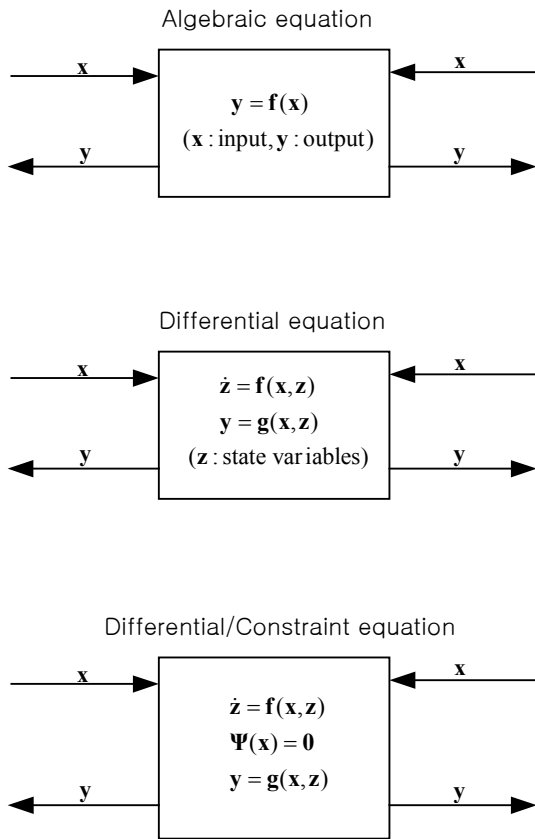 Algebraic equation
x x
y = f(x)
(x : input, y : output)
y y
Differential equation
x x
ż = f(x,z)
y = g(x,z)
(z : state variables)
y y
Differential/Constraint equation
x x
ż = f(x,z)
Ψ(x) = 0
y = g(x,z)
y y